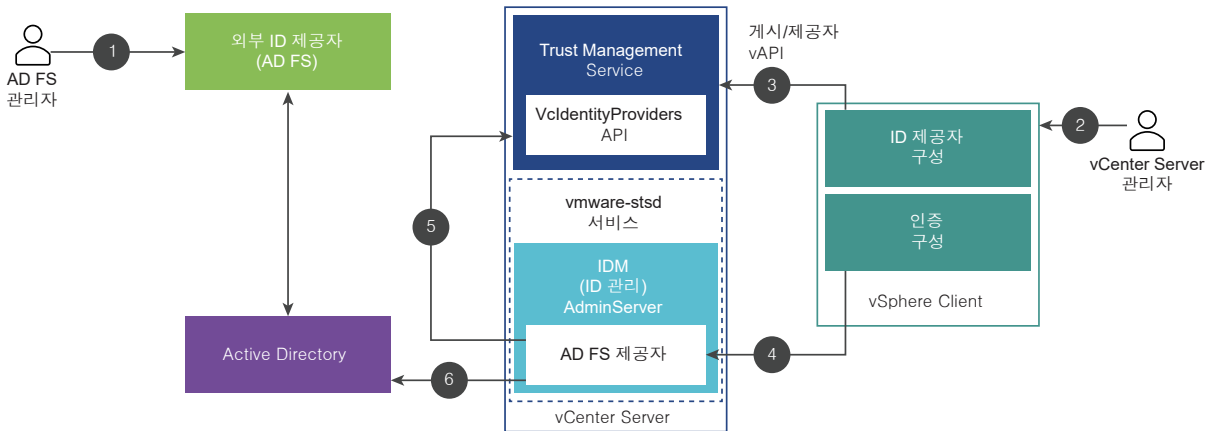 AD FS
관리자
1
외부 ID 제공자
(AD FS)
Active Directory
5
6
Trust Management
Service
VcIdentityProviders
API
vmware-stsd
서비스
IDM
(ID 관리)
AdminServer
AD FS 제공자
vCenter Server
게시/제공자
vAPI
3
4
ID 제공자
구성
인증
구성
vSphere Client
2
vCenter Server
관리자